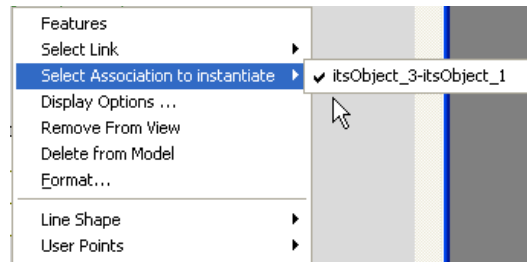 Features
Select Link
Select Association to instantiate
itsObject_3-itsObject_1
Display Options ...
Remove From View
Delete from Model
Format...
Line Shape
User Points